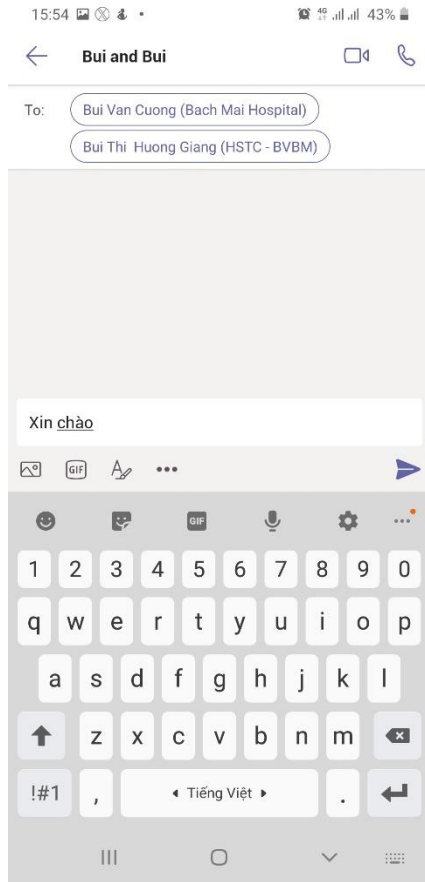 15:54 4G 43%
Bui and Bui
To: Bui Van Cuong (Bach Mai Hospital)
Bui Thi Huong Giang (HSTC - BVBM)
Xin chào
GIF
GIF
1 2 3 4 5 6 7 8 9 0
q w e r t y u i o p
a s d f g h j k l
z x c v b n m
!#1 , Tiếng Việt .